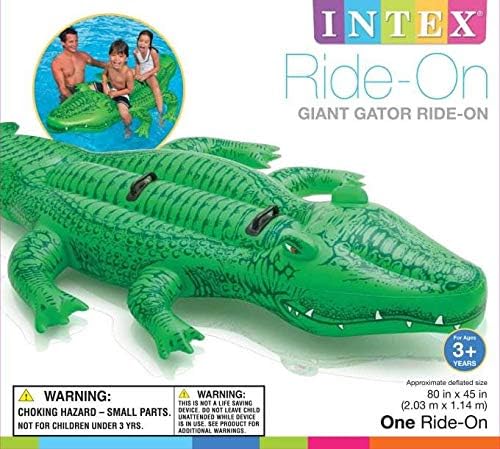 INTEX®
Ride-On
GIANT GATOR RIDE-ON
For Ages
3+
YEARS
Approximate deflated size
80 in x 45 in
(2.03 m x 1.14 m)
One Ride-On
WARNING:
CHOKING HAZARD – SMALL PARTS.
NOT FOR CHILDREN UNDER 3 YRS.
WARNING:
THIS IS NOT A LIFE SAVING
DEVICE. DO NOT LEAVE CHILD
UNATTENDED WHILE DEVICE
IS IN USE. SEE PRODUCT FOR
ADDITIONAL WARNINGS.